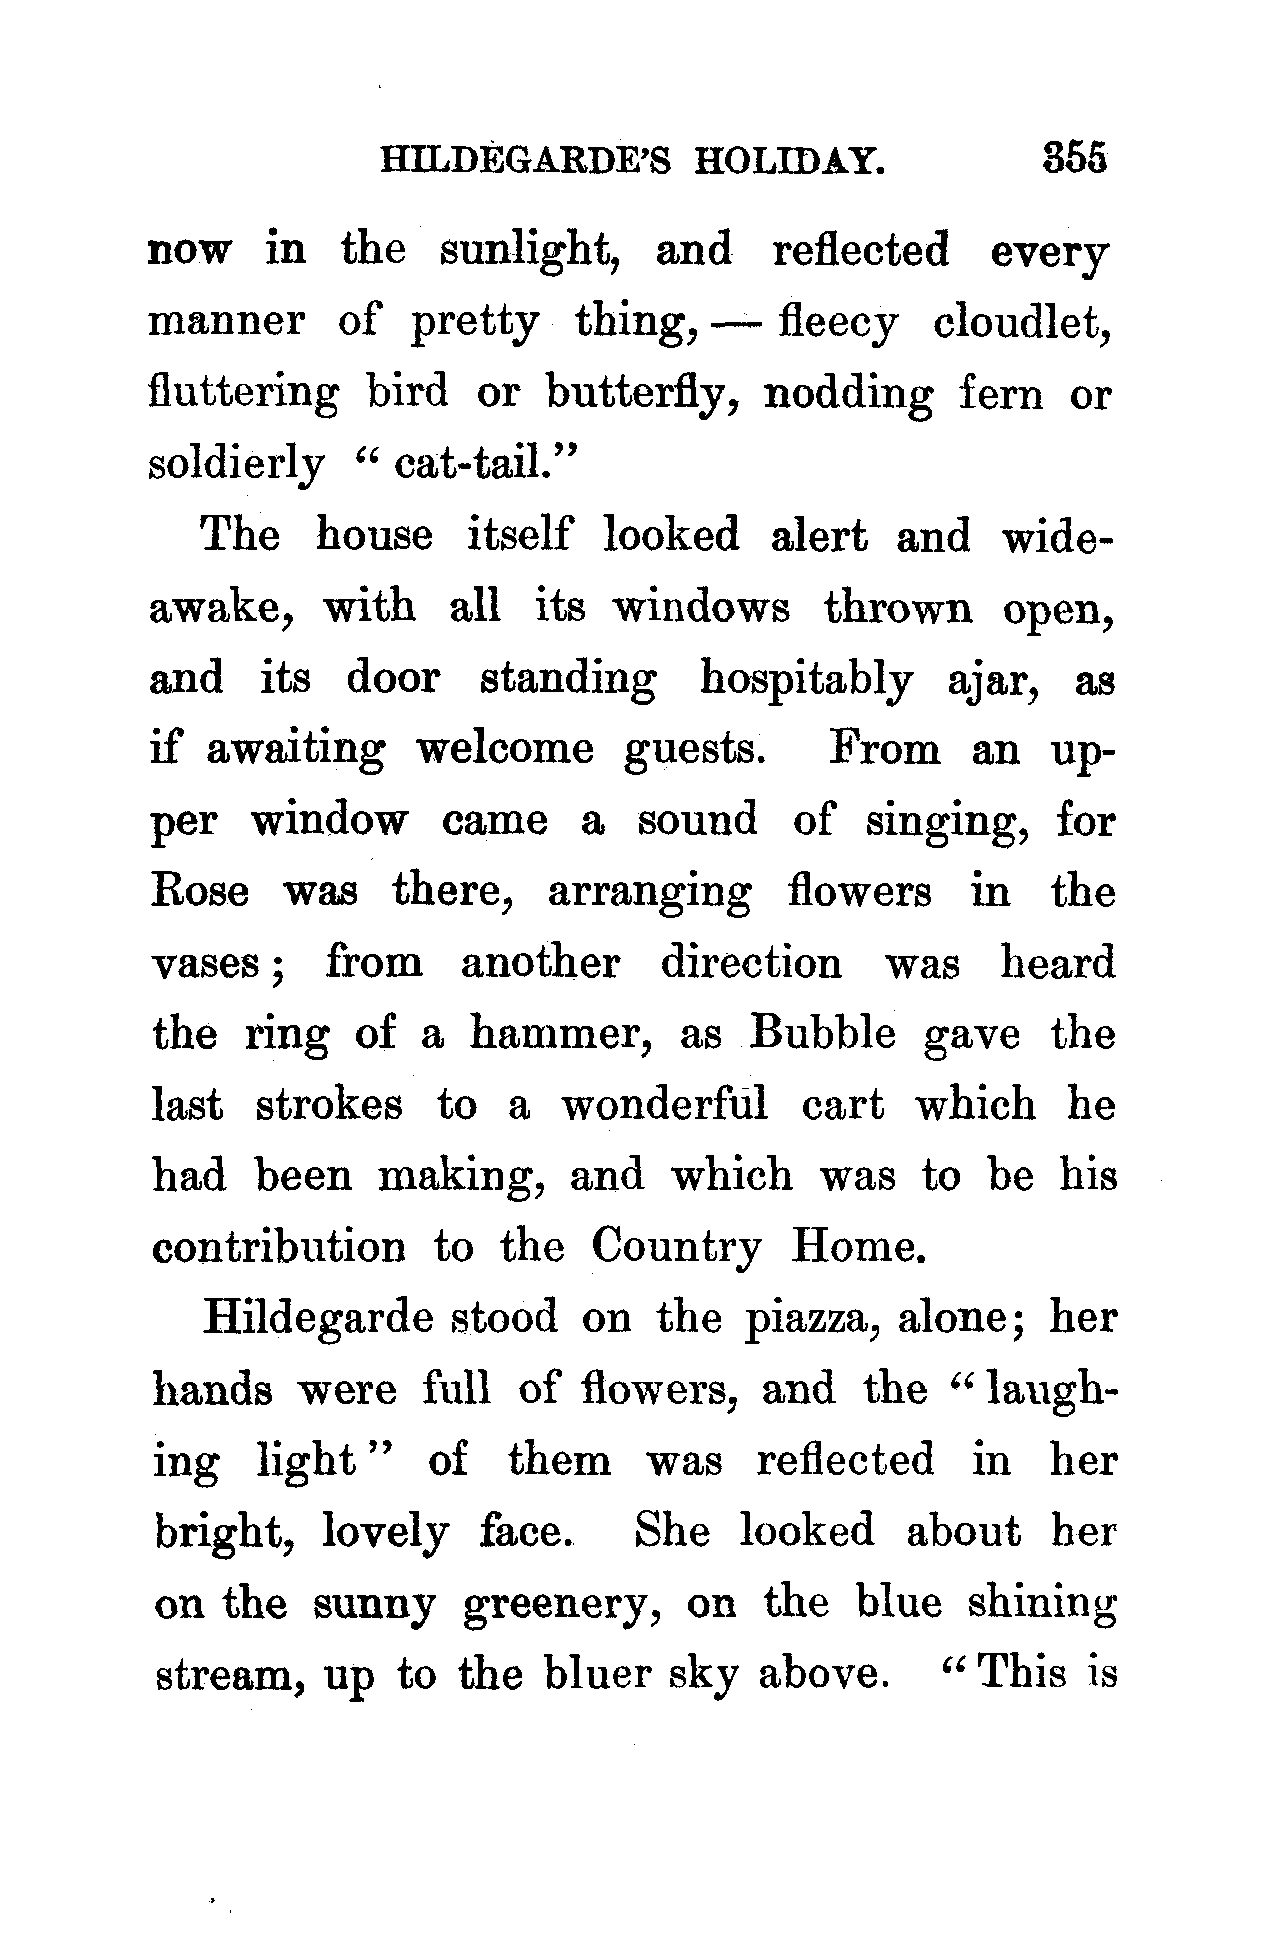 HILDEGARDE'S HOLIDAY. 355
now in the sunlight, and reflected every
manner of pretty thing, — fleecy cloudlet,
fluttering bird or butterfly, nodding fern or
soldierly " cat-tail."
The house itself looked alert and wide-
awake, with all its windows thrown open,
and its door standing hospitably ajar, as
if awaiting welcome guests. From an up-
per window came a sound of singing, for
Rose was there, arranging flowers in the
vases ; from another direction was heard
the ring of a hammer, as Bubble gave the
last strokes to a wonderful cart which he
had been making, and which was to be his
contribution to the Country Home.
Hildegarde stood on the piazza, alone; her
hands were full of flowers, and the " laugh-
ing light " of them was reflected in her
bright, lovely face. She looked about her
on the sunny greenery, on the blue shining
stream, up to the bluer sky above. " This is